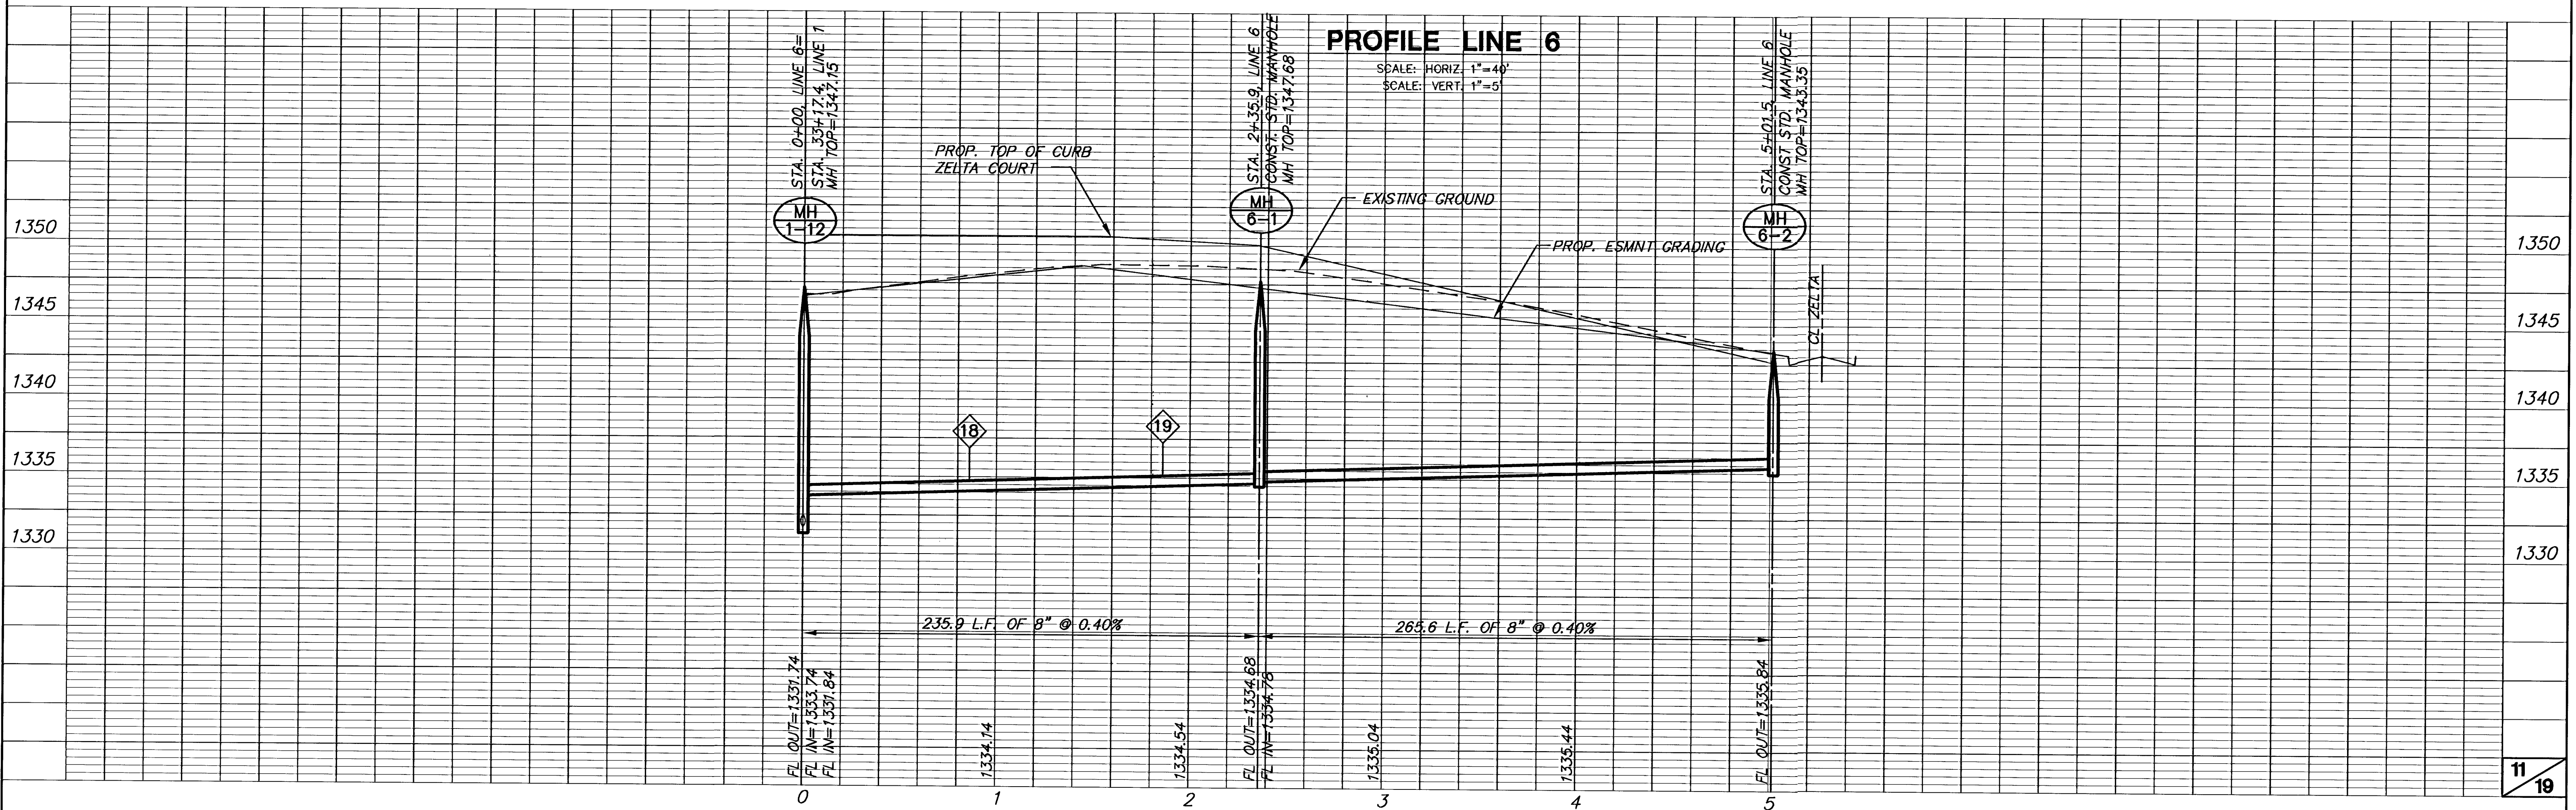 PROFILE LINE 6
SCALE: HORIZ. 1"=40'
SCALE: VERT. 1"=5'
STA. 0+00, LINE 6=
STA. 33+17.4, LINE 1
MH TOP=1347.15
MH
1-12
PROP. TOP OF CURB
ZELTA COURT
STA. 2+35.9, LINE 6
CONST. STD. MANHOLE
MH TOP=1347.68
MH
6-1
EXISTING GROUND
PROP. ESMNT GRADING
STA. 5+01.5, LINE 6
CONST STD. MANHOLE
MH TOP=1343.35
MH
6-2
CL ZELTA
1350
1345
1340
1335
1330
1350
1345
1340
1335
1330
18
19
235.9 L.F. OF 8" @ 0.40%
265.6 L.F. OF 8" @ 0.40%
FL OUT=1331.74
FL IN=1333.74
FL IN=1331.84
1334.14
1334.54
FL OUT=1334.68
FL IN=1334.78
1335.04
1335.44
FL OUT=1335.84
0
1
2
3
4
5
11
19